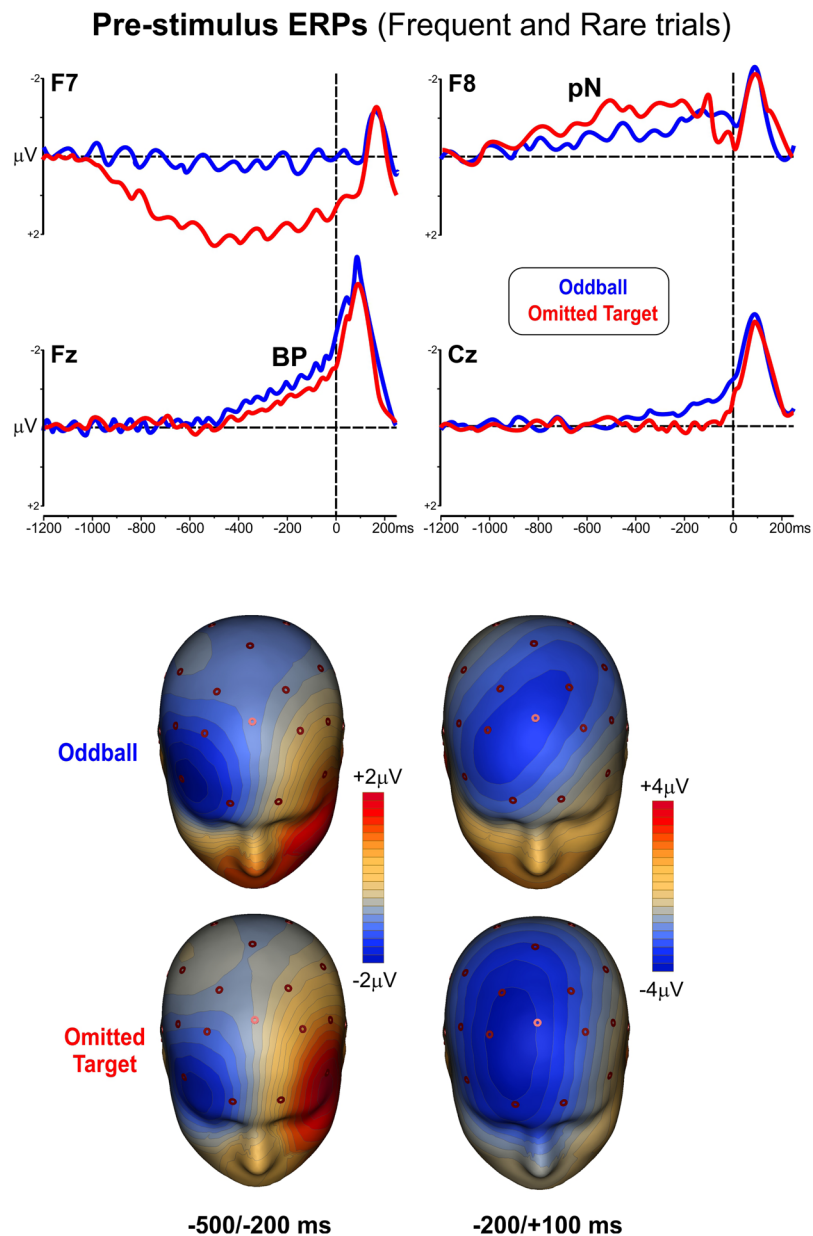 Pre-stimulus ERPs (Frequent and Rare trials)
-2 F7
μV
+2
-2 F8 pN
+2
Oddball
Omitted Target
-2 Fz BP
μV
+2
-2 Cz
+2
-1200 -1000 -800 -600 -400 -200 0 200ms
-1200 -1000 -800 -600 -400 -200 0 200ms
Oddball
+2μV
-2μV
+4μV
-4μV
Omitted
Target
-500/-200 ms
-200/+100 ms